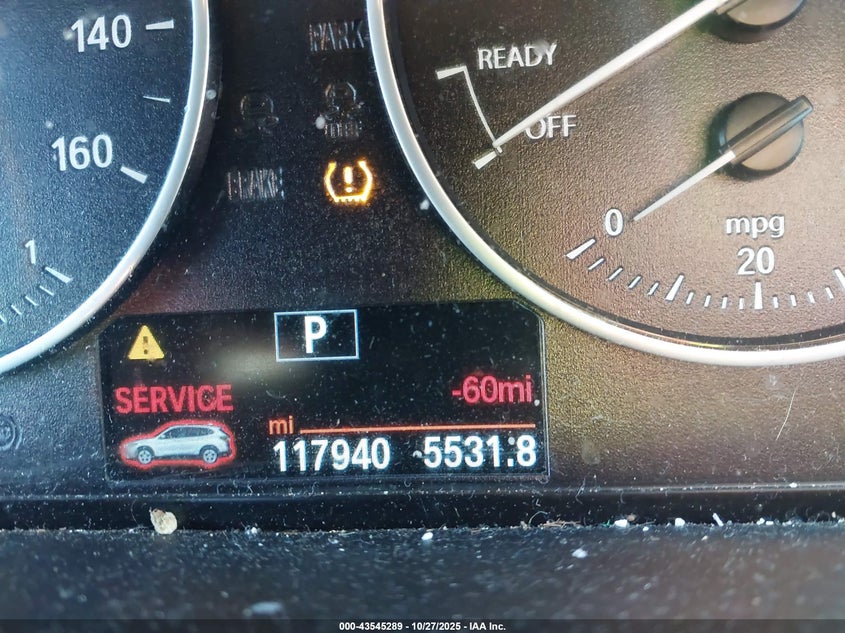 140
PARK
READY
160
OFF
BRAKE
0
mpg
20
1
P
SERVICE
-60mi
mi
117940 5531.8
000-43545289 - 10/27/2025 - IAA Inc.